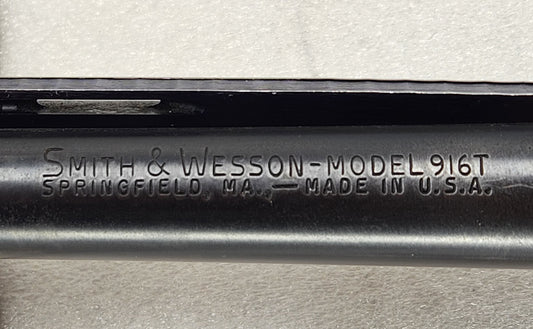 SMITH & WESSON-MODEL 916T
SPRINGFIELD, MA.—MADE IN U.S.A.